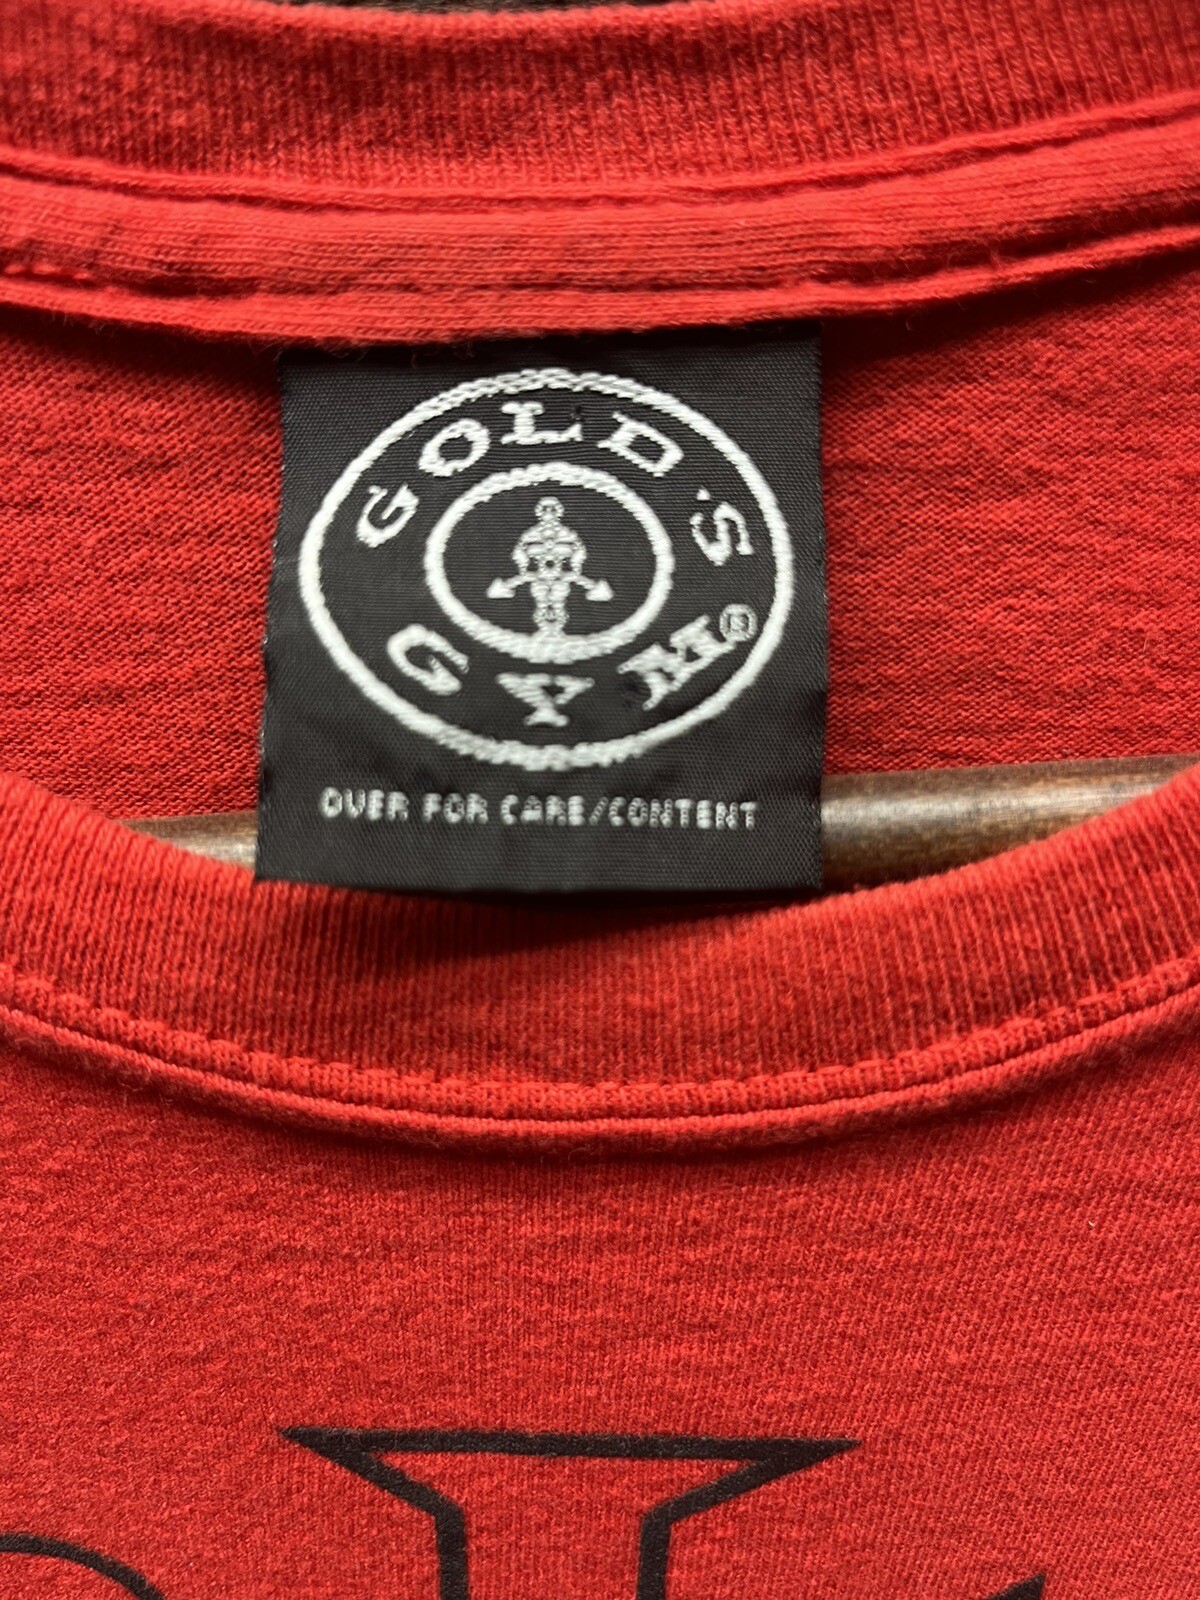 GOLD'S
GYM®
OVER FOR CARE/CONTENT